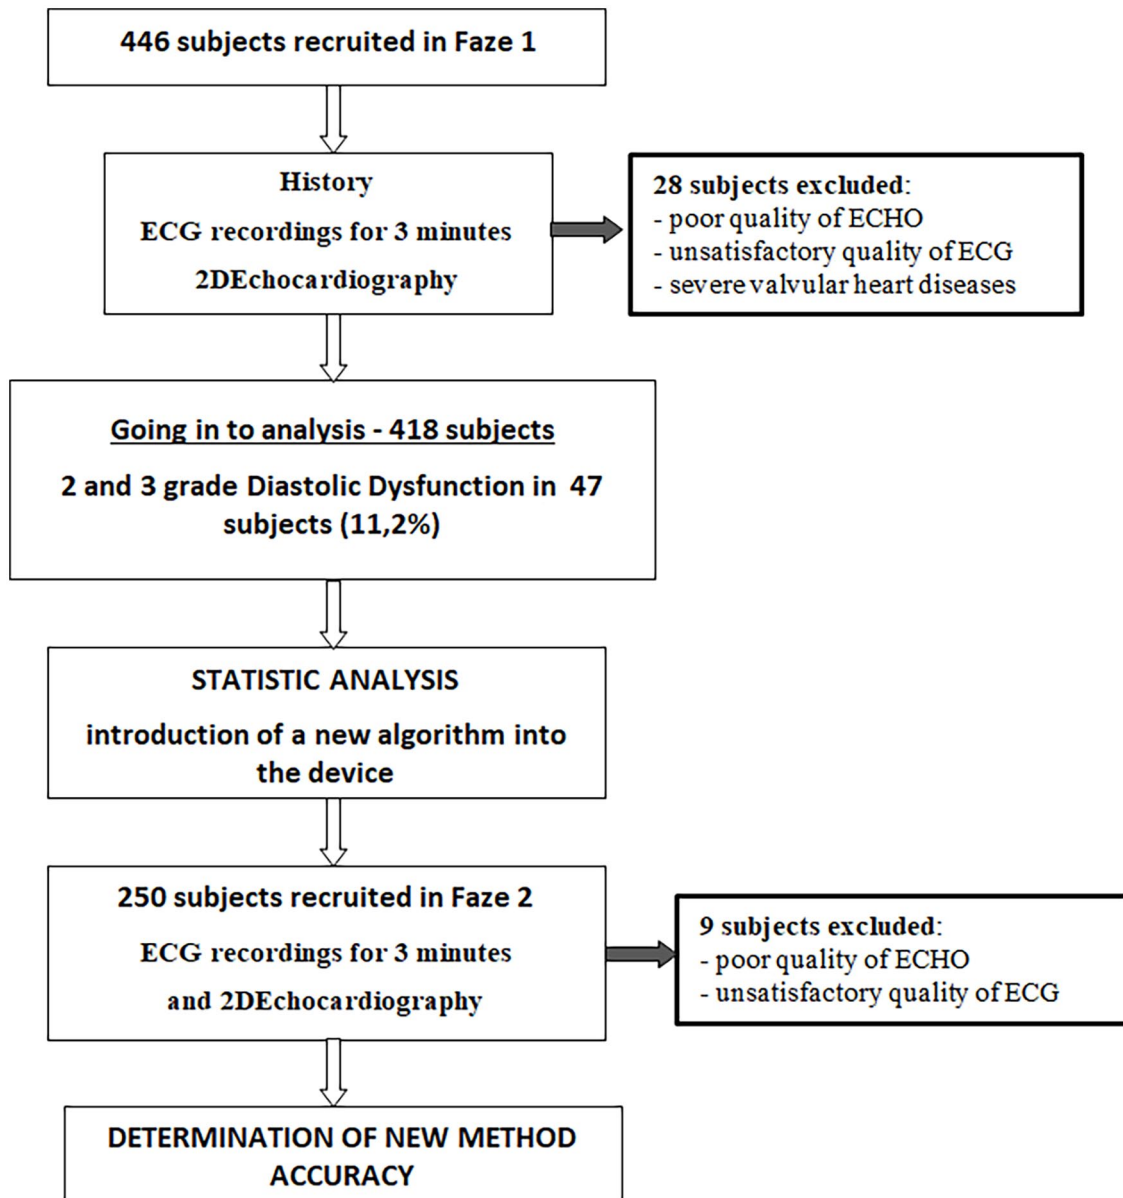 446 subjects recruited in Faze 1
History
ECG recordings for 3 minutes
2DEchocardiography
28 subjects excluded:
- poor quality of ECHO
- unsatisfactory quality of ECG
- severe valvular heart diseases
Going in to analysis - 418 subjects
2 and 3 grade Diastolic Dysfunction in 47
subjects (11,2%)
STATISTIC ANALYSIS
introduction of a new algorithm into
the device
250 subjects recruited in Faze 2
ECG recordings for 3 minutes
and 2DEchocardiography
9 subjects excluded:
- poor quality of ECHO
- unsatisfactory quality of ECG
DETERMINATION OF NEW METHOD
ACCURACY